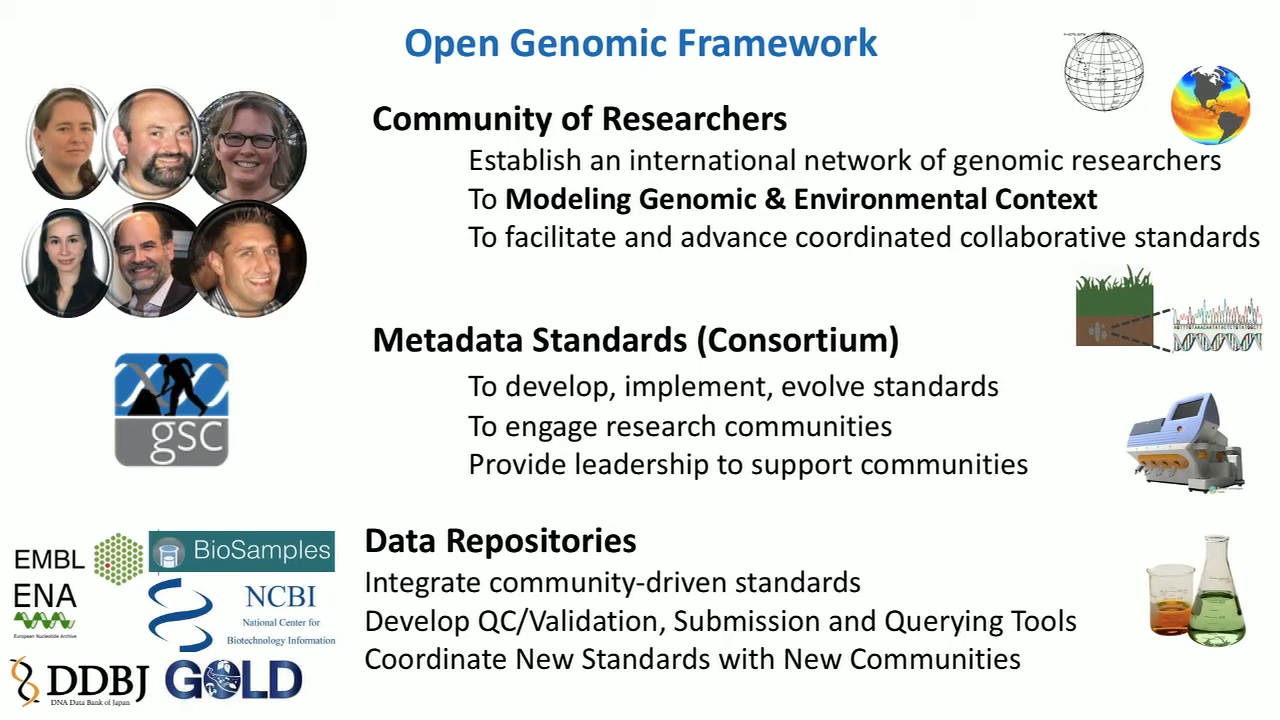 Open Genomic Framework
Community of Researchers
Establish an international network of genomic researchers
To Modeling Genomic & Environmental Context
To facilitate and advance coordinated collaborative standards
Metadata Standards (Consortium)
To develop, implement, evolve standards
To engage research communities
Provide leadership to support communities
gsc
Data Repositories
Integrate community-driven standards
Develop QC/Validation, Submission and Querying Tools
Coordinate New Standards with New Communities
EMBL
ENA
European Nucleotide Archive
BioSamples
NCBI
National Center for
Biotechnology Information
DDBJ
DNA Data Bank of Japan
GOLD